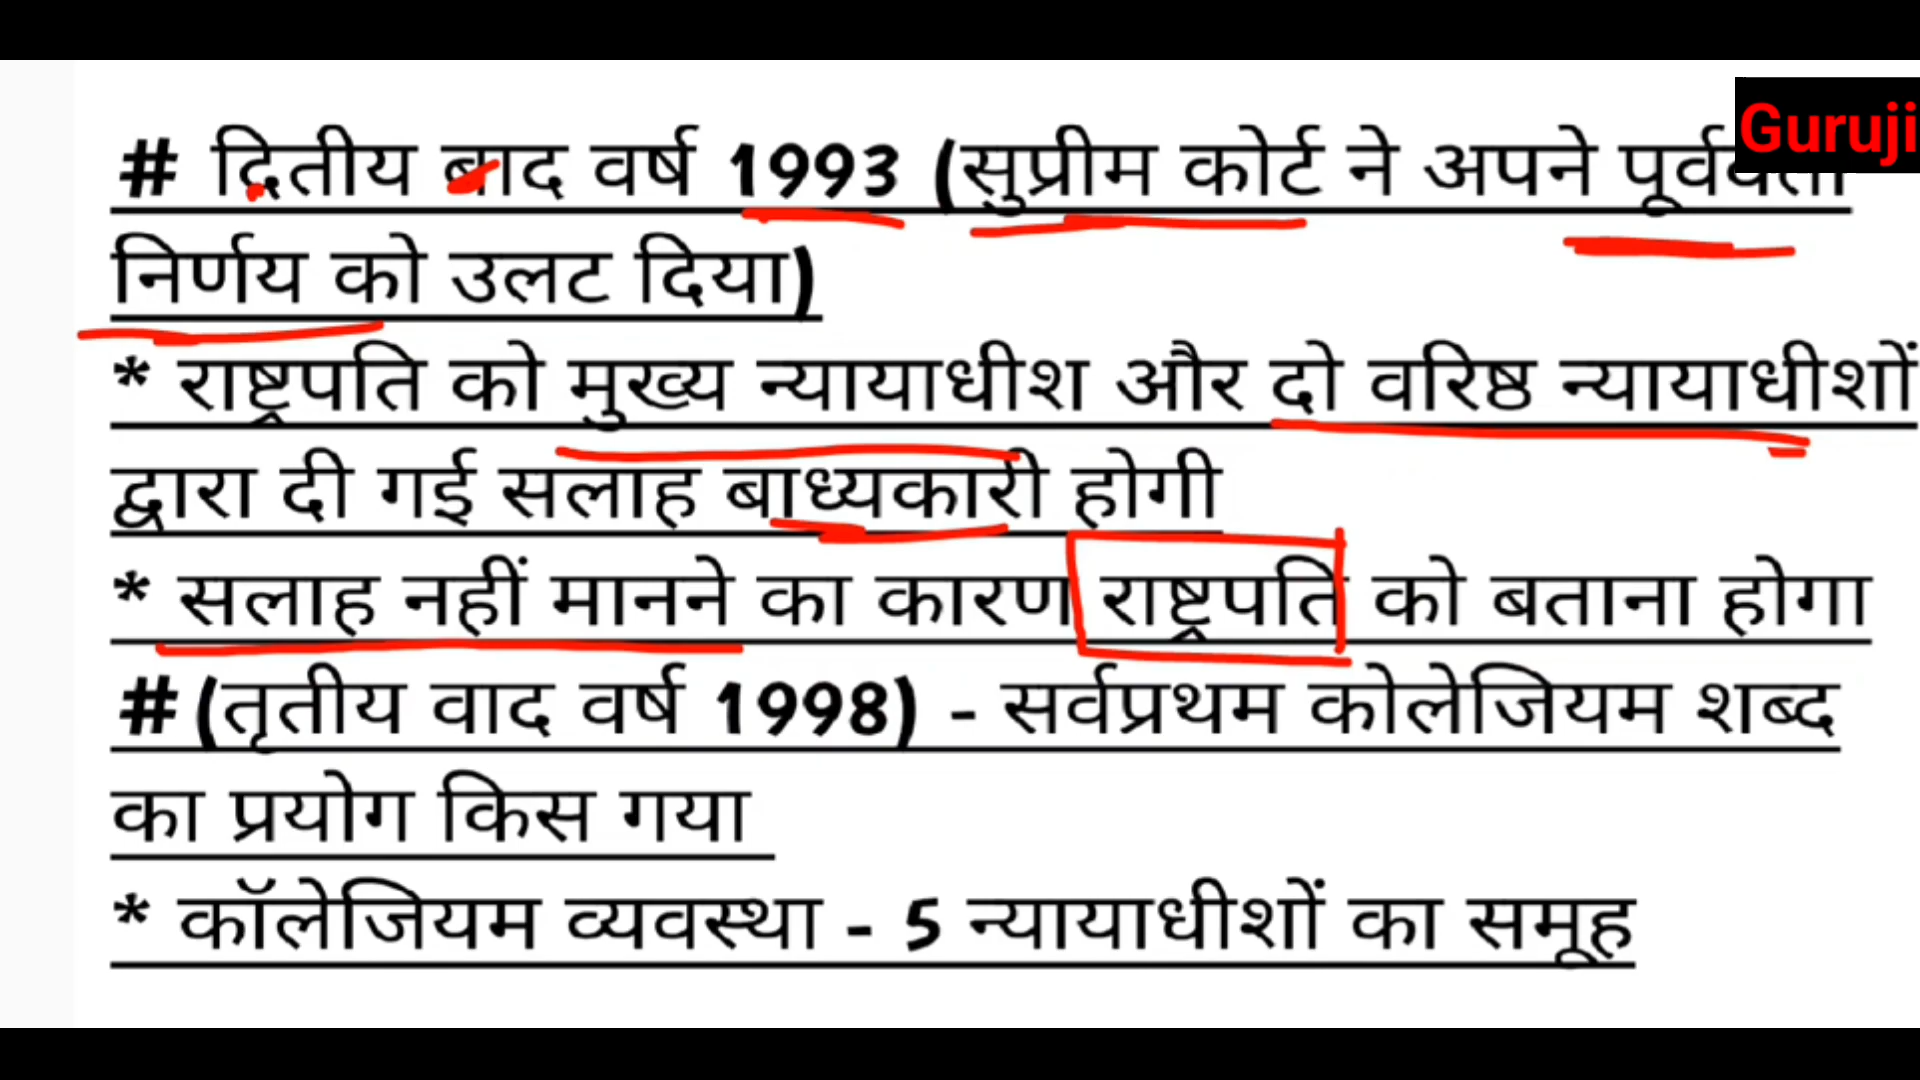 Guruji
# द्वितीय बाद वर्ष 1993 (सुप्रीम कोर्ट ने अपने पूर्ववर्ती
निर्णय को उलट दिया)
* राष्ट्रपति को मुख्य न्यायाधीश और दो वरिष्ठ न्यायाधीशों
द्वारा दी गई सलाह बाध्यकारी होगी
* सलाह नहीं मानने का कारण राष्ट्रपति को बताना होगा
# (तृतीय वाद वर्ष 1998) - सर्वप्रथम कोलेजियम शब्द
का प्रयोग किस गया
* कॉलेजियम व्यवस्था - 5 न्यायाधीशों का समूह